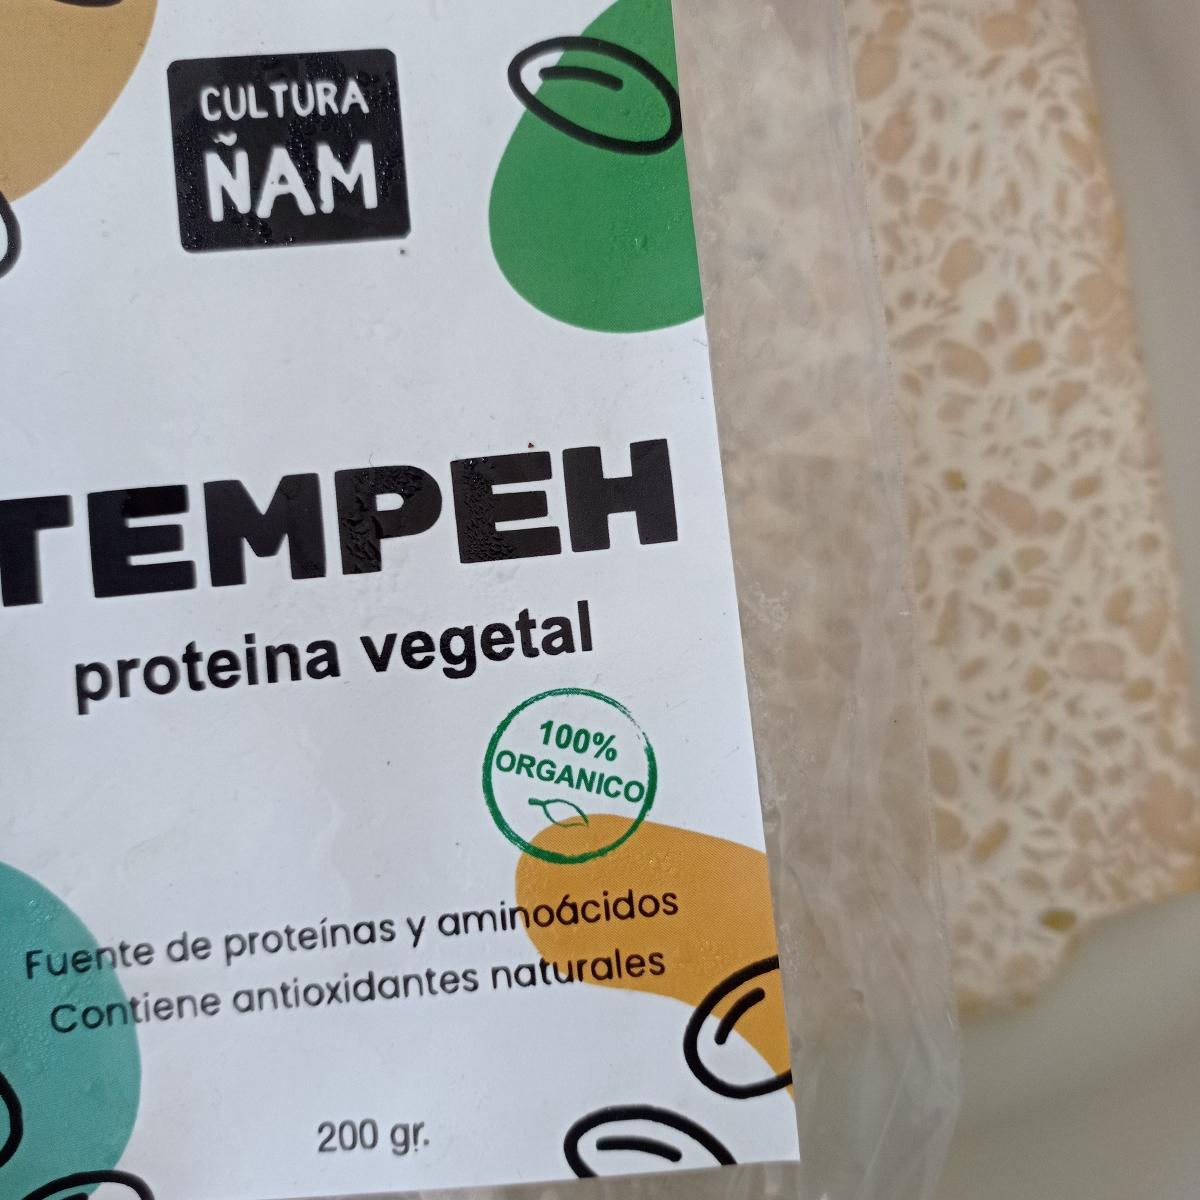 CULTURA
ÑAM
TEMPEH
proteina vegetal
100%
ORGANICO
Fuente de proteínas y aminoácidos
Contiene antioxidantes naturales
200 gr.